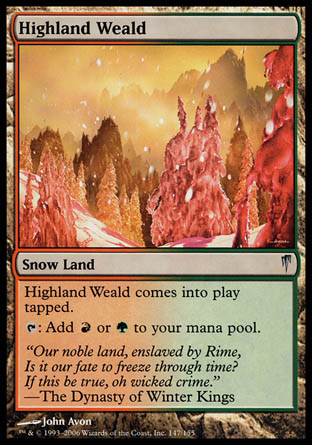 Highland Weald
Snow Land
Highland Weald comes into play
tapped.
: Add or to your mana pool.
“Our noble land, enslaved by Rime,
Is it our fate to freeze through time?
If this be true, oh wicked crime.”
—The Dynasty of Winter Kings
John Avon
™ & © 1993–2006 Wizards of the Coast, Inc. 147/155